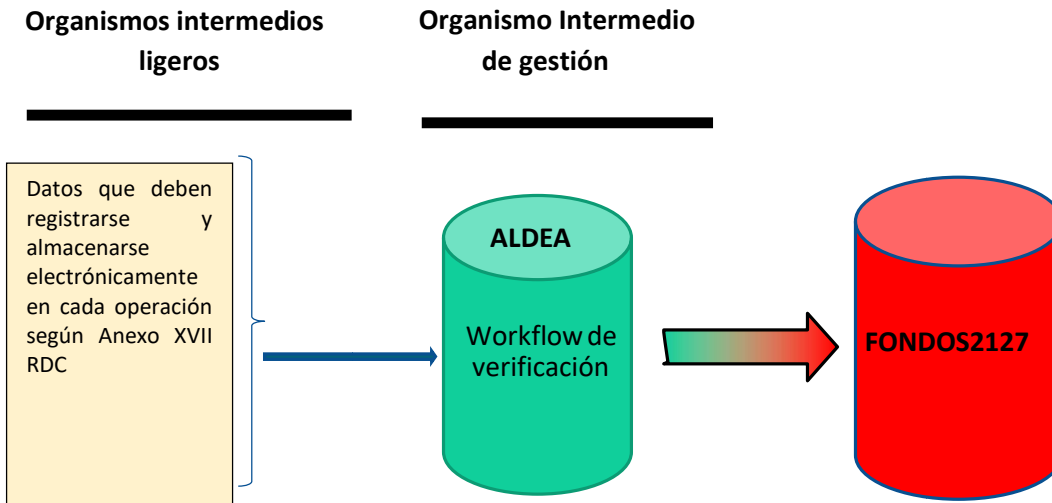 Organismos intermedios
ligeros
Organismo Intermedio
de gestión
Datos que deben
registrarse y
almacenarse
electrónicamente
en cada operación
según Anexo XVII
RDC
ALDEA
Workflow de
verificación
FONDOS2127